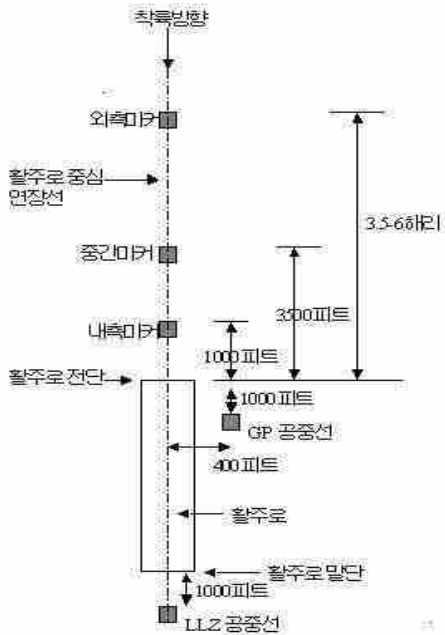 착륙방향
외측마커
활주로 중심
연장선
3.5-6해리
중간마커
3500피트
내측마커
1000피트
활주로 전단
1000피트
GP 공중선
400피트
활주로
활주로 말단
1000피트
LLZ 공중선